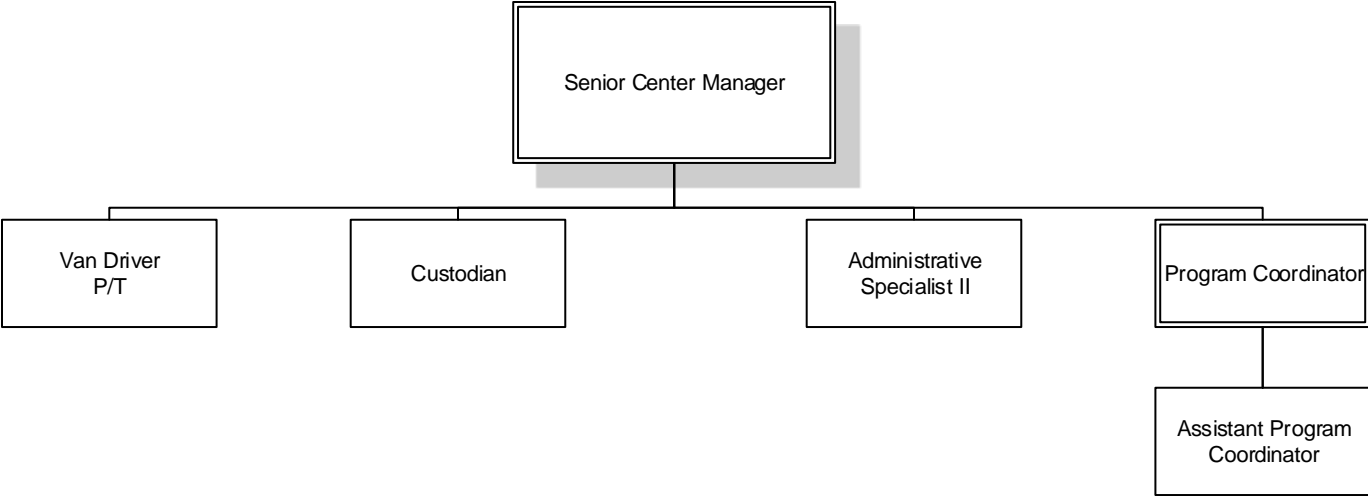 Senior Center Manager
Van Driver
P/T
Custodian
Administrative
Specialist II
Program Coordinator
Assistant Program
Coordinator